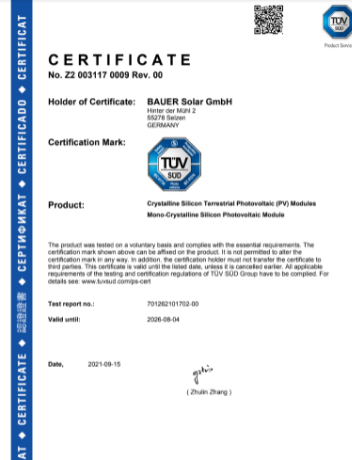 TÜV
SÜD
Product Service
CERTIFICATE
No. Z2 003117 0009 Rev. 00
Holder of Certificate: BAUER Solar GmbH
Hinter der Mühl 2
55278 Selzen
GERMANY
Certification Mark:
TÜV
SÜD
Product: Crystalline Silicon Terrestrial Photovoltaic (PV) Modules
Mono-Crystalline Silicon Photovoltaic Module
The product was tested on a voluntary basis and complies with the essential requirements. The
certification mark shown above can be affixed on the product. It is not permitted to alter the
certification mark in any way. In addition, the certification holder must not transfer the certificate to
third parties. This certificate is valid until the listed date, unless it is cancelled earlier. All applicable
requirements of the testing and certification regulations of TÜV SÜD Group have to be complied. For
details see: www.tuvsud.com/ps-cert
Test report no.: 701262101702-00
Valid until: 2026-08-04
Date, 2021-09-15
( Zhulin Zhang )
AT ◆ CERTIFICATE ◆ 認證證書 ◆ СЕРТИФИКАТ ◆ CERTIFICADO ◆ CERTIFICAT